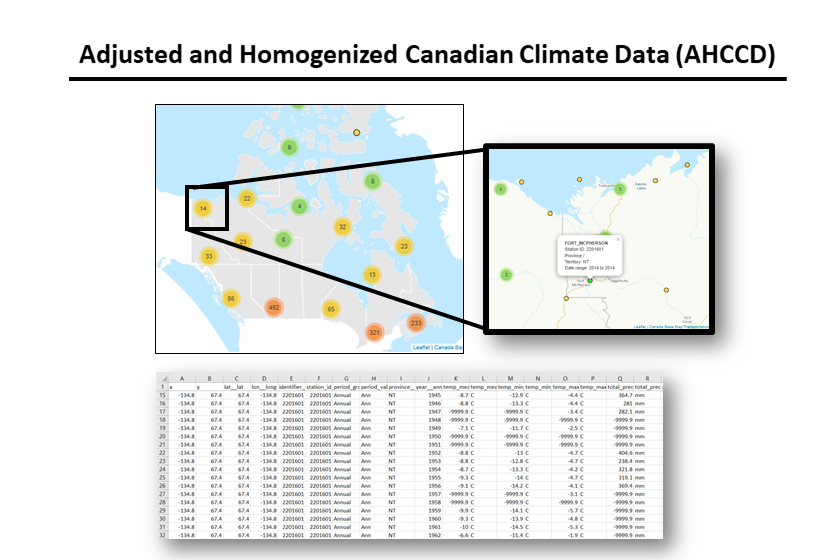 Adjusted and Homogenized Canadian Climate Data (AHCCD)
6
8
22
14
4
32
23
8
23
33
13
86
492
65
321
233
Leaflet | Canada Bas
3
5
FORT_MCPHERSON
Station ID: 2201601
Province /
Territory: NT
Date range: 2014 to 2014
×
2
Leaflet | Canada Base Map Transportation
A B C D E F G H I J K L M N O P Q R
1 x y lat__lat lon__long identifier_ station_id period_gr period_val province_ year__ann temp_mea temp_mea temp_min temp_min temp_max temp_max total_prec total_prec
15 -134.8 67.4 67.4 -134.8 2201601 2201601 Annual Ann NT 1945 -8.7 C -12.9 C -4.4 C 364.7 mm
16 -134.8 67.4 67.4 -134.8 2201601 2201601 Annual Ann NT 1946 -8.8 C -13.3 C -4.4 C 281 mm
17 -134.8 67.4 67.4 -134.8 2201601 2201601 Annual Ann NT 1947 -9999.9 C -9999.9 C -3.4 C 282.1 mm
18 -134.8 67.4 67.4 -134.8 2201601 2201601 Annual Ann NT 1948 -9999.9 C -9999.9 C -9999.9 C -9999.9 mm
19 -134.8 67.4 67.4 -134.8 2201601 2201601 Annual Ann NT 1949 -7.1 C -11.7 C -2.5 C -9999.9 mm
20 -134.8 67.4 67.4 -134.8 2201601 2201601 Annual Ann NT 1950 -9999.9 C -9999.9 C -9999.9 C -9999.9 mm
21 -134.8 67.4 67.4 -134.8 2201601 2201601 Annual Ann NT 1951 -9999.9 C -9999.9 C -9999.9 C -9999.9 mm
22 -134.8 67.4 67.4 -134.8 2201601 2201601 Annual Ann NT 1952 -8.8 C -13 C -4.7 C 404.6 mm
23 -134.8 67.4 67.4 -134.8 2201601 2201601 Annual Ann NT 1953 -8.8 C -12.8 C -4.7 C 238.4 mm
24 -134.8 67.4 67.4 -134.8 2201601 2201601 Annual Ann NT 1954 -8.7 C -13.3 C -4.2 C 321.8 mm
25 -134.8 67.4 67.4 -134.8 2201601 2201601 Annual Ann NT 1955 -9.3 C -14 C -4.7 C 319.1 mm
26 -134.8 67.4 67.4 -134.8 2201601 2201601 Annual Ann NT 1956 -9.1 C -14.2 C -4.1 C 369.4 mm
27 -134.8 67.4 67.4 -134.8 2201601 2201601 Annual Ann NT 1957 -9999.9 C -9999.9 C -3.1 C -9999.9 mm
28 -134.8 67.4 67.4 -134.8 2201601 2201601 Annual Ann NT 1958 -9999.9 C -9999.9 C -9999.9 C -9999.9 mm
29 -134.8 67.4 67.4 -134.8 2201601 2201601 Annual Ann NT 1959 -9.9 C -14.1 C -5.7 C -9999.9 mm
30 -134.8 67.4 67.4 -134.8 2201601 2201601 Annual Ann NT 1960 -9.3 C -13.9 C -4.8 C -9999.9 mm
31 -134.8 67.4 67.4 -134.8 2201601 2201601 Annual Ann NT 1961 -10 C -14.5 C -5.3 C -9999.9 mm
32 -134.8 67.4 67.4 -134.8 2201601 2201601 Annual Ann NT 1962 -6.6 C -11.4 C -1.9 C -9999.9 mm